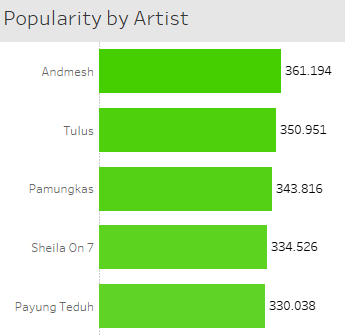 Popularity by Artist
Andmesh 361.194
Tulus 350.951
Pamungkas 343.816
Sheila On 7 334.526
Payung Teduh 330.038